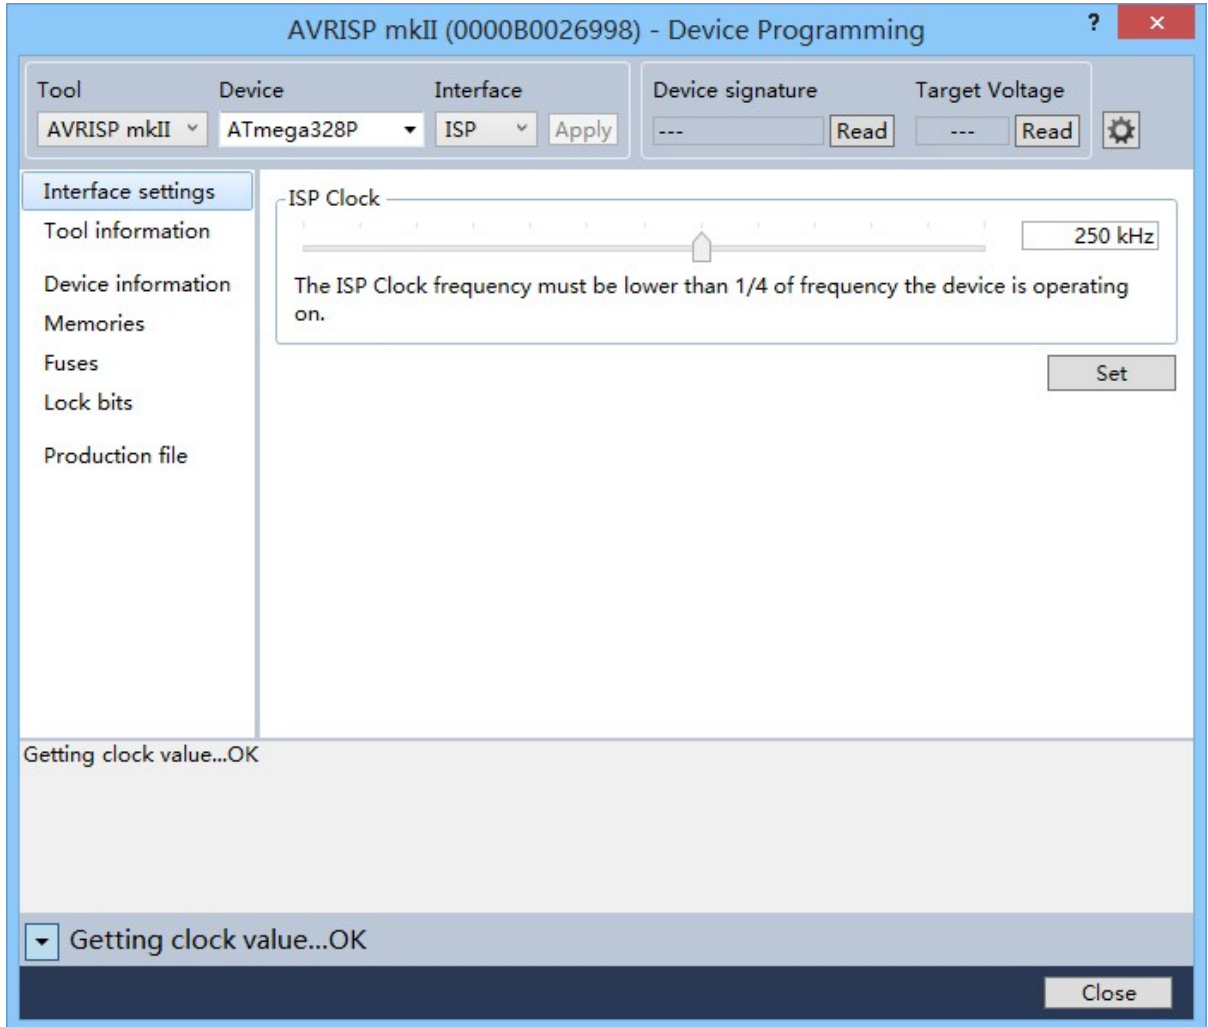 AVRISP mkII (0000B0026998) - Device Programming
? ×
Tool Device Interface Device signature Target Voltage
AVRISP mkII ATmega328P ISP Apply --- Read --- Read
Interface settings
Tool information
Device information
Memories
Fuses
Lock bits
Production file
ISP Clock
250 kHz
The ISP Clock frequency must be lower than 1/4 of frequency the device is operating
on.
Set
Getting clock value...OK
Getting clock value...OK
Close